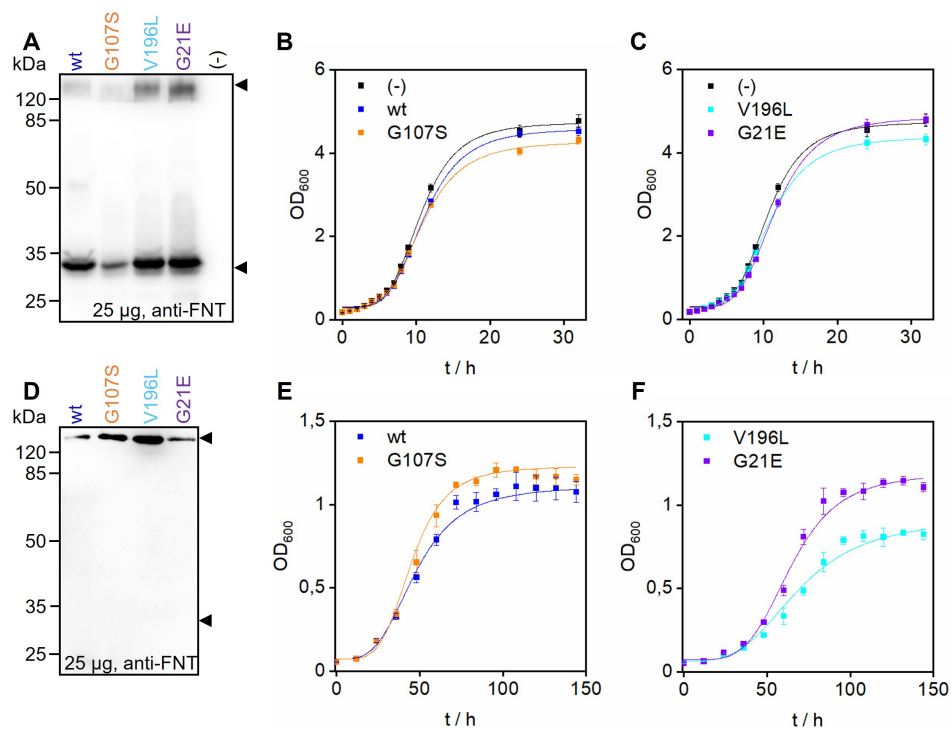 A
kDa
wt
G107S
V196L
G21E
(-)
120
85
50
35
25
25 µg, anti-FNT
B
6
4
2
0
OD600
(-)
wt
G107S
0 10 20 30
t / h
C
6
4
2
0
OD600
(-)
V196L
G21E
0 10 20 30
t / h
D
kDa
wt
G107S
V196L
G21E
120
85
50
35
25
25 µg, anti-FNT
E
1,5
1
0,5
0
OD600
wt
G107S
0 50 100 150
t / h
F
1,5
1
0,5
0
OD600
V196L
G21E
0 50 100 150
t / h